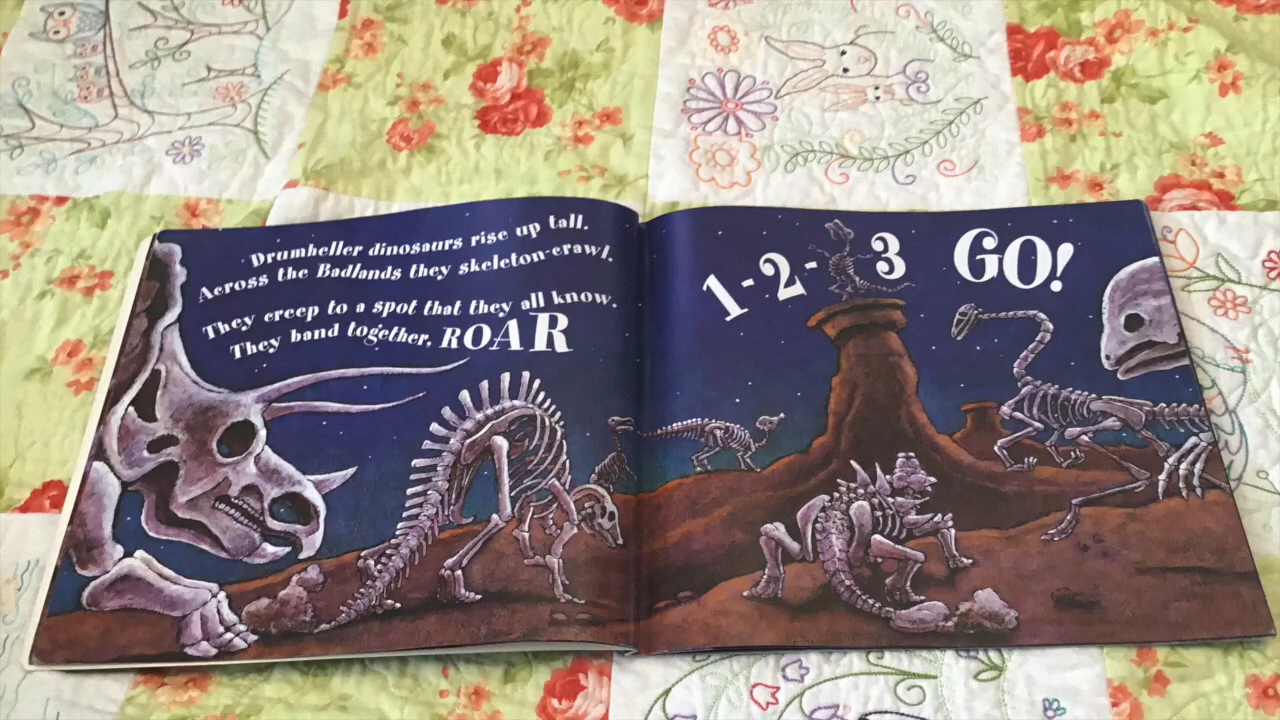 Drumheller dinosaurs rise up tall.
Across the Badlands they skeleton-crawl.
They creep to a spot that they all know.
They band together, ROAR
1-2-3 GO!